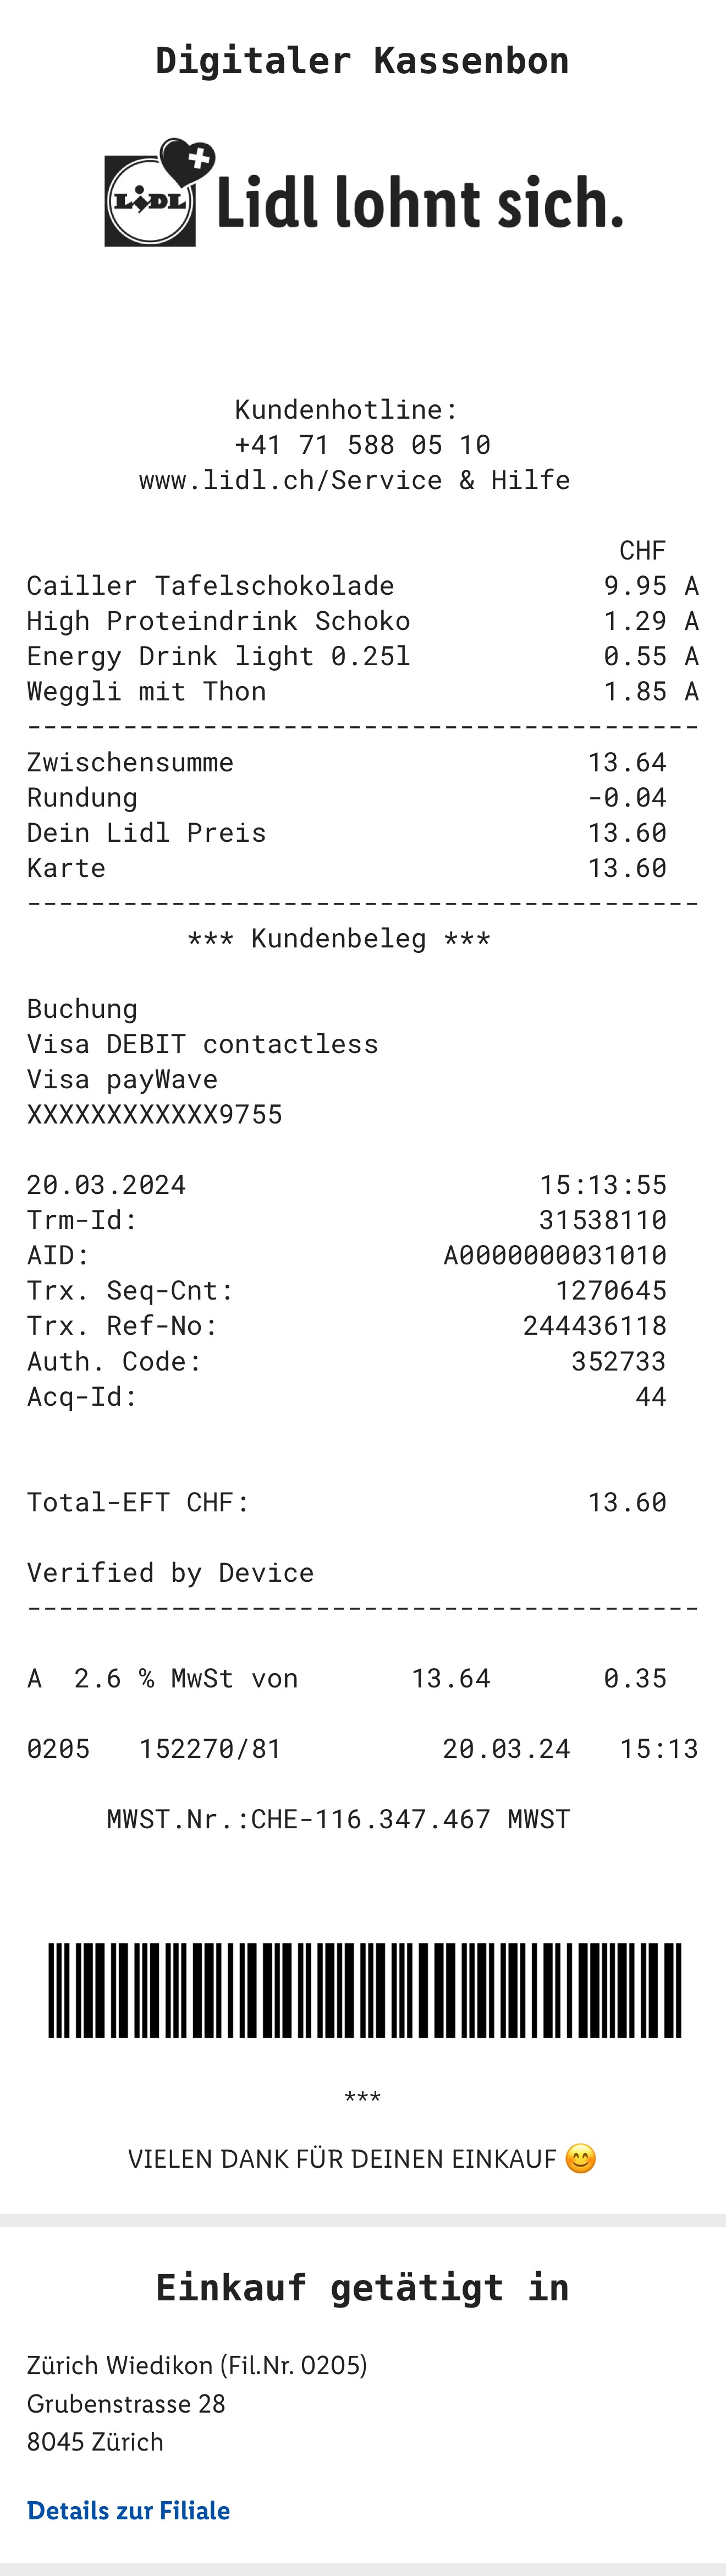 Digitaler Kassenbon
LIDL Lidl lohnt sich.
Kundenhotline:
+41 71 588 05 10
www.lidl.ch/Service & Hilfe
CHF
Cailler Tafelschokolade 9.95 A
High Proteindrink Schoko 1.29 A
Energy Drink light 0.25l 0.55 A
Weggli mit Thon 1.85 A
------------------------------------------
Zwischensumme 13.64
Rundung -0.04
Dein Lidl Preis 13.60
Karte 13.60
------------------------------------------
*** Kundenbeleg ***
Buchung
Visa DEBIT contactless
Visa payWave
XXXXXXXXXXXX9755
20.03.2024 15:13:55
Trm-Id: 31538110
AID: A0000000031010
Trx. Seq-Cnt: 1270645
Trx. Ref-No: 244436118
Auth. Code: 352733
Acq-Id: 44
Total-EFT CHF: 13.60
Verified by Device
------------------------------------------
A 2.6 % MwSt von 13.64 0.35
0205 152270/81 20.03.24 15:13
MWST.Nr.:CHE-116.347.467 MWST
***
VIELEN DANK FÜR DEINEN EINKAUF 😊
Einkauf getätigt in
Zürich Wiedikon (Fil.Nr. 0205)
Grubenstrasse 28
8045 Zürich
Details zur Filiale